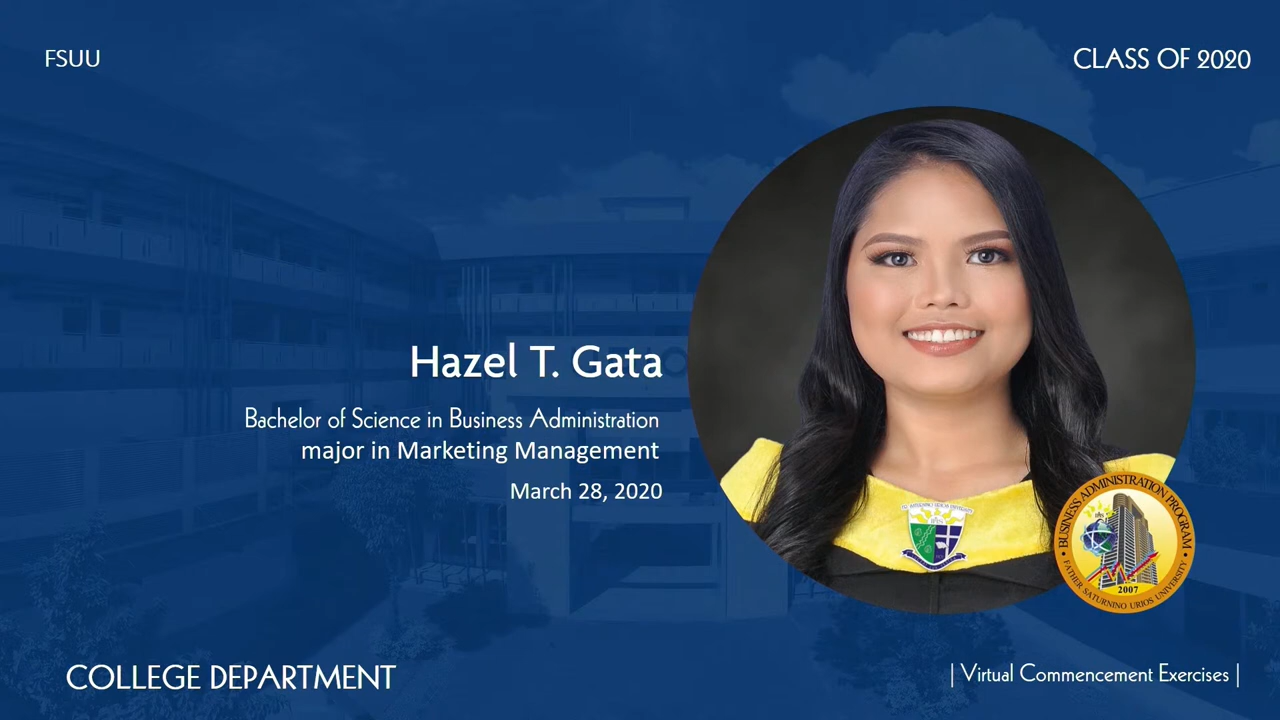 FSUU
CLASS OF 2020
Hazel T. Gata
Bachelor of Science in Business Administration
major in Marketing Management
March 28, 2020
BUSINESS ADMINISTRATION PROGRAM
FATHER SATURNINO URIOS UNIVERSITY
2007
COLLEGE DEPARTMENT
| Virtual Commencement Exercises |